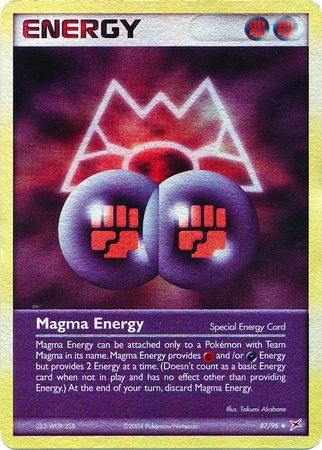 ENERGY
Magma Energy
Special Energy Card
Magma Energy can be attached only to a Pokémon with Team
Magma in its name. Magma Energy provides and /or Energy
but provides 2 Energy at a time. (Doesn't count as a basic Energy
card when not in play and has no effect other than providing
Energy.) At the end of your turn, discard Magma Energy.
Illus. Takumi Akabane
283-W0X-258
©2004 Pokémon/Nintendo
87/95